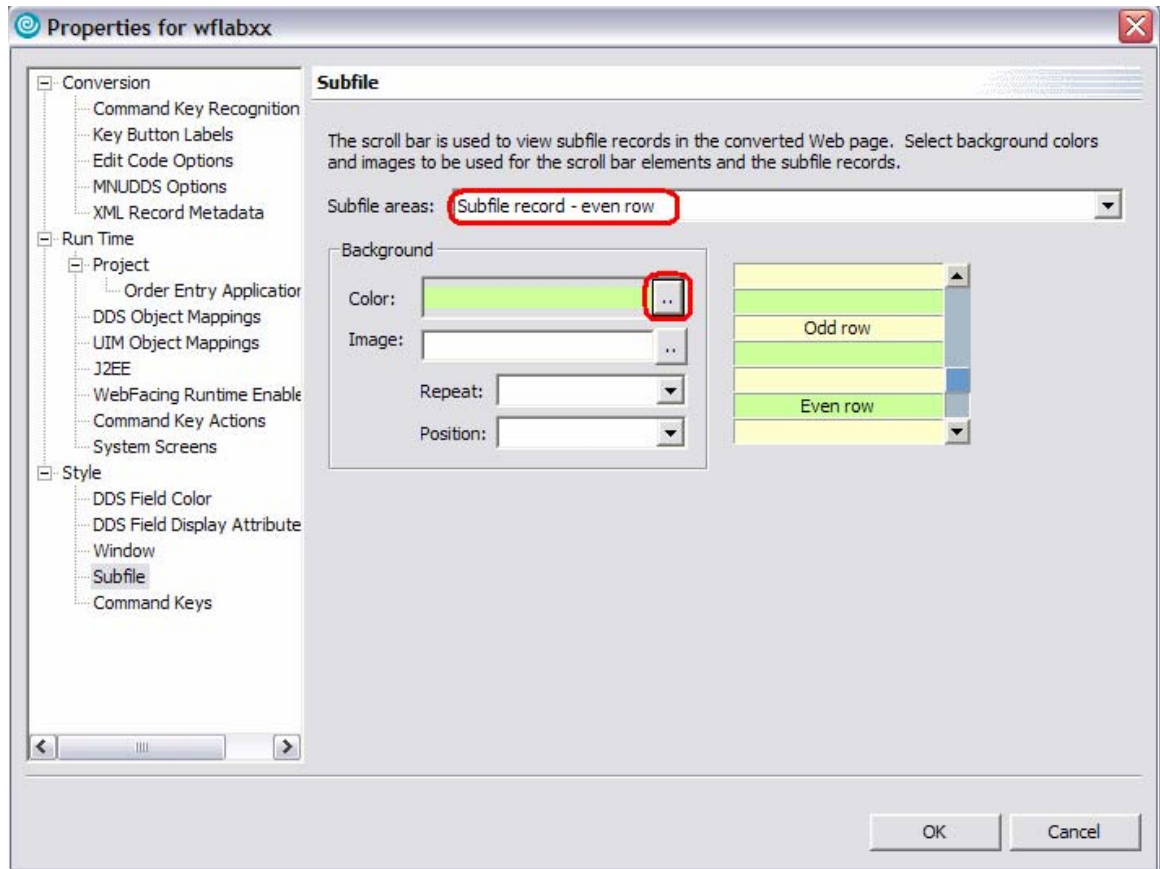 Properties for wflabxx
Conversion
Command Key Recognition
Key Button Labels
Edit Code Options
MNUDDS Options
XML Record Metadata
Run Time
Project
Order Entry Application
DDS Object Mappings
UIM Object Mappings
J2EE
WebFacing Runtime Enable
Command Key Actions
System Screens
Style
DDS Field Color
DDS Field Display Attribute
Window
Subfile
Command Keys
Subfile
The scroll bar is used to view subfile records in the converted Web page. Select background colors
and images to be used for the scroll bar elements and the subfile records.
Subfile areas: Subfile record - even row
Background
Color: ..
Image: ..
Repeat:
Position:
Odd row
Even row
OK Cancel